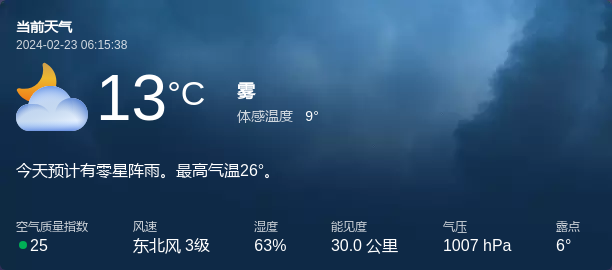 当前天气
2024-02-23 06:15:38
13°C
雾
体感温度 9°
今天预计有零星阵雨。最高气温26°。
空气质量指数 风速 湿度 能见度 气压 露点
25 东北风 3级 63% 30.0 公里 1007 hPa 6°